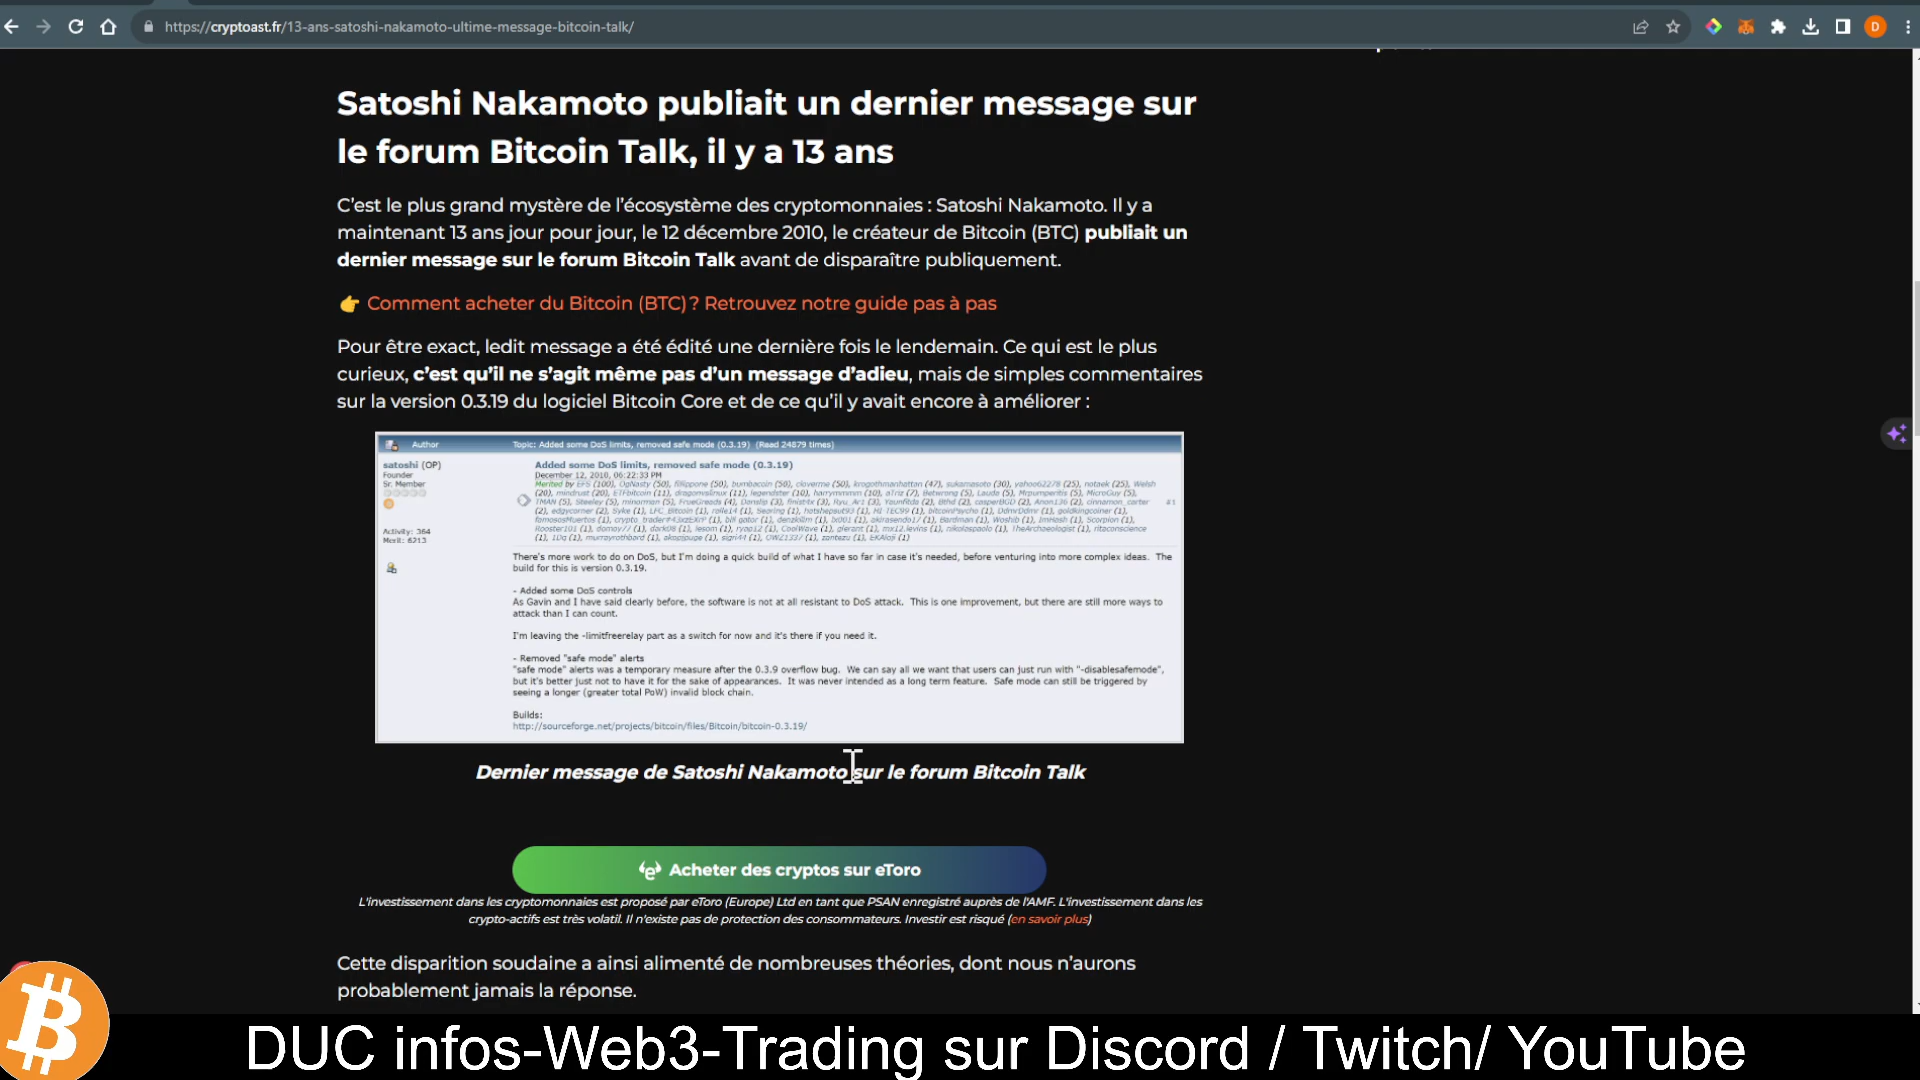 https://cryptoast.fr/13-ans-satoshi-nakamoto-ultime-message-bitcoin-talk/
D
Satoshi Nakamoto publiait un dernier message sur
le forum Bitcoin Talk, il y a 13 ans
C’est le plus grand mystère de l’écosystème des cryptomonnaies : Satoshi Nakamoto. Il y a
maintenant 13 ans jour pour jour, le 12 décembre 2010, le créateur de Bitcoin (BTC) publiait un
dernier message sur le forum Bitcoin Talk avant de disparaître publiquement.
👉 Comment acheter du Bitcoin (BTC) ? Retrouvez notre guide pas à pas
Pour être exact, ledit message a été édité une dernière fois le lendemain. Ce qui est le plus
curieux, c’est qu’il ne s’agit même pas d’un message d’adieu, mais de simples commentaires
sur la version 0.3.19 du logiciel Bitcoin Core et de ce qu’il y avait encore à améliorer :
Author Topic: Added some DoS limits, removed safe mode (0.3.19) (Read 24879 times)
satoshi (OP)
Founder
Sr. Member
Activity: 364
Merit: 6213
Added some DoS limits, removed safe mode (0.3.19)
December 12, 2010, 06:22:33 PM
#1
There's more work to do on DoS, but I'm doing a quick build of what I have so far in case it's needed, before venturing into more complex ideas. The
build for this is version 0.3.19.
- Added some DoS controls
As Gavin and I have said clearly before, the software is not at all resistant to DoS attack. This is one improvement, but there are still more ways to
attack than I can count.
I'm leaving the -limitfreerelay part as a switch for now and it's there if you need it.
- Removed "safe mode" alerts
"safe mode" alerts was a temporary measure after the 0.3.9 overflow bug. We can say all we want that users can just run with "-disablesafemode",
but it's better just not to have it for the sake of appearances. It was never intended as a long term feature. Safe mode can still be triggered by
seeing a longer (greater total PoW) invalid block chain.
Builds:
http://sourceforge.net/projects/bitcoin/files/Bitcoin/bitcoin-0.3.19/
Dernier message de Satoshi Nakamoto sur le forum Bitcoin Talk
Acheter des cryptos sur eToro
L'investissement dans les cryptomonnaies est proposé par eToro (Europe) Ltd en tant que PSAN enregistré auprès de l'AMF. L'investissement dans les
crypto-actifs est très volatil. Il n'existe pas de protection des consommateurs. Investir est risqué (en savoir plus)
Cette disparition soudaine a ainsi alimenté de nombreuses théories, dont nous n’aurons
probablement jamais la réponse.
DUC infos-Web3-Trading sur Discord / Twitch/ YouTube